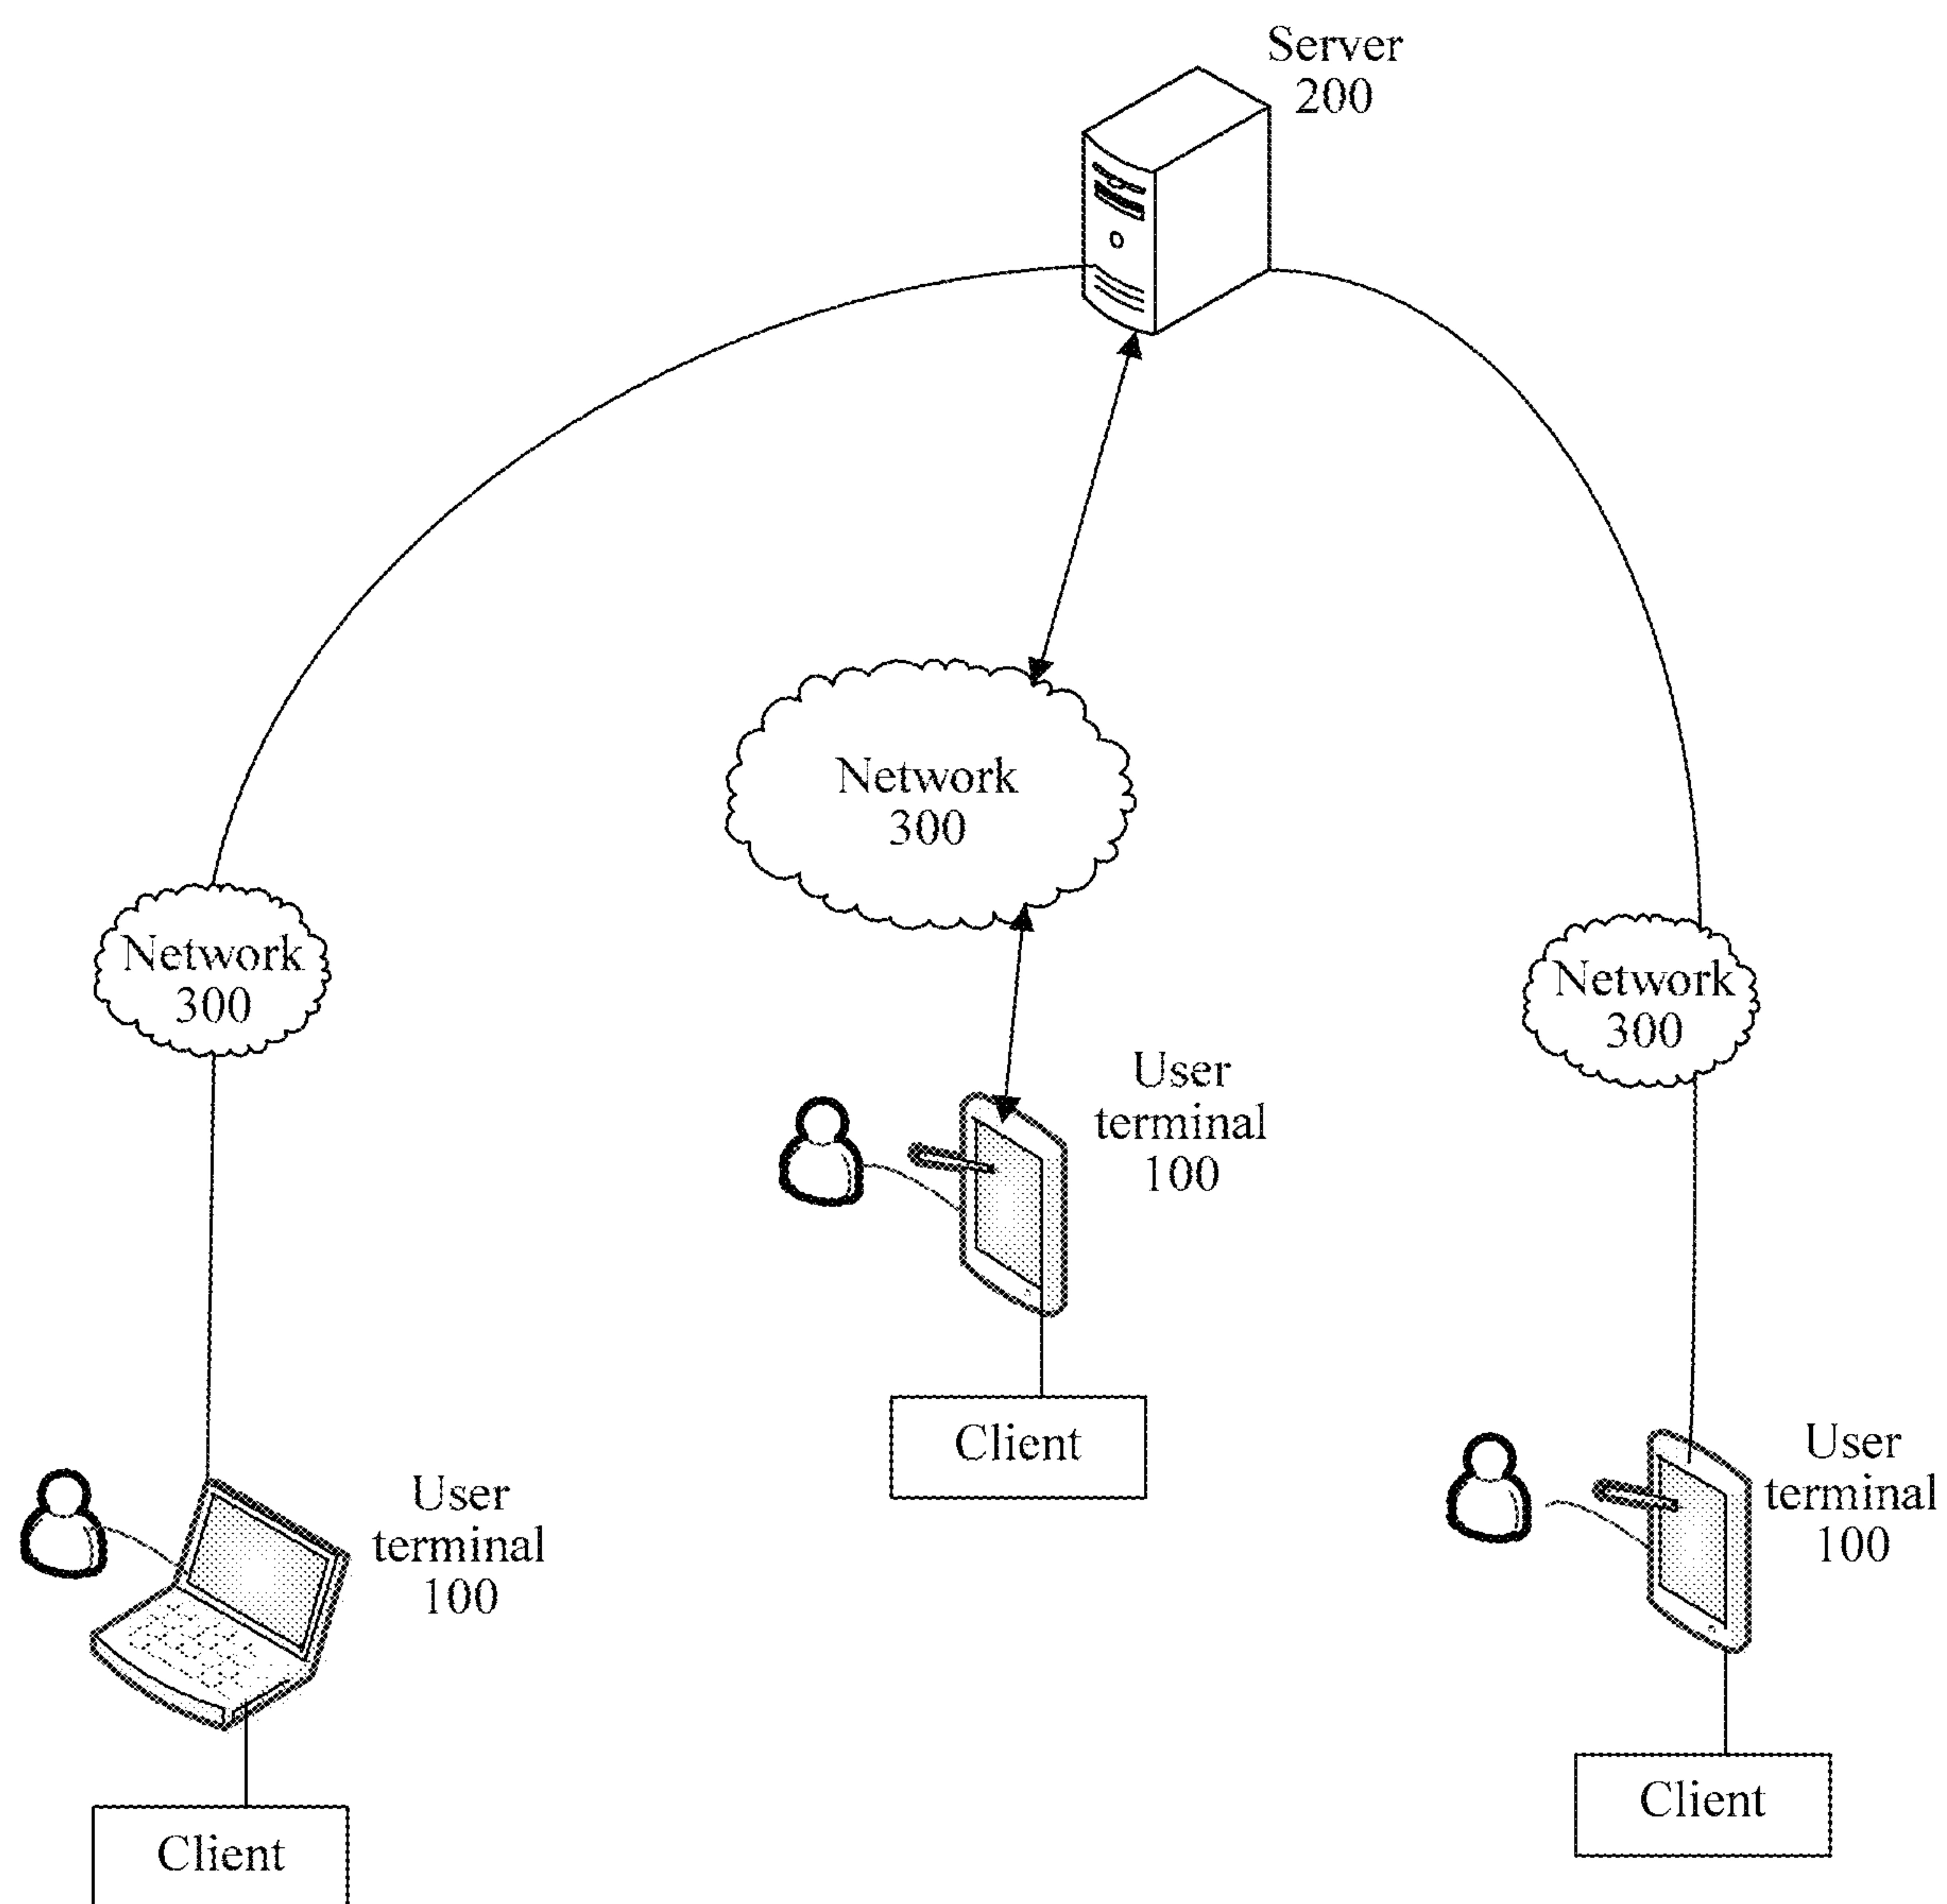 Server
200
Network
300
Network
300
Network
300
User
terminal
100
Client
User
terminal
100
Client
User
terminal
100
Client